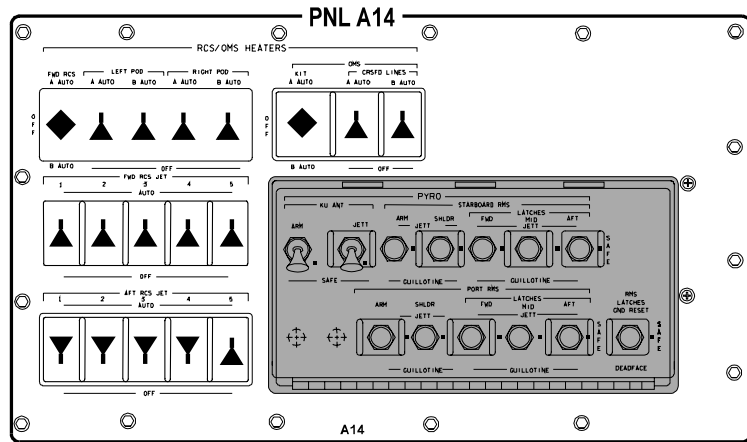 PNL A14
RCS/OMS HEATERS
FWD RCS
A AUTO
LEFT POD
A AUTO B AUTO
RIGHT POD
A AUTO B AUTO
OFF
B AUTO
OFF
OMS
KIT
A AUTO
CRSFD LINES
A AUTO B AUTO
OFF
B AUTO
OFF
FWD RCS JET
1 2 3 4 5
AUTO
OFF
AFT RCS JET
1 2 3 4 5
AUTO
OFF
PYRO
KU ANT
ARM JETT
SAFE
STARBOARD RMS
ARM SHLDR
JETT
GUILLOTINE
LATCHES
FWD MID AFT
JETT
GUILLOTINE
SAFE
PORT RMS
ARM SHLDR
JETT
GUILLOTINE
LATCHES
FWD MID AFT
JETT
GUILLOTINE
SAFE
RMS
LATCHES
GND RESET
SAFE
DEADFACE
A14